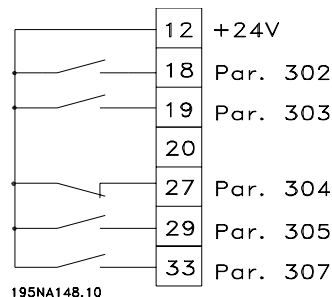 12 +24V
18 Par. 302
19 Par. 303
20
27 Par. 304
29 Par. 305
33 Par. 307
195NA148.10